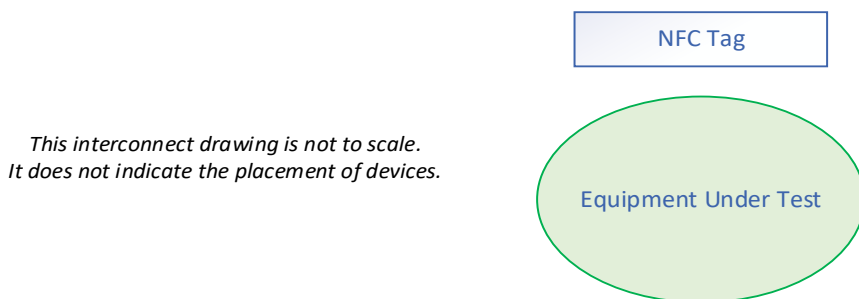 NFC Tag
This interconnect drawing is not to scale.
It does not indicate the placement of devices.
Equipment Under Test